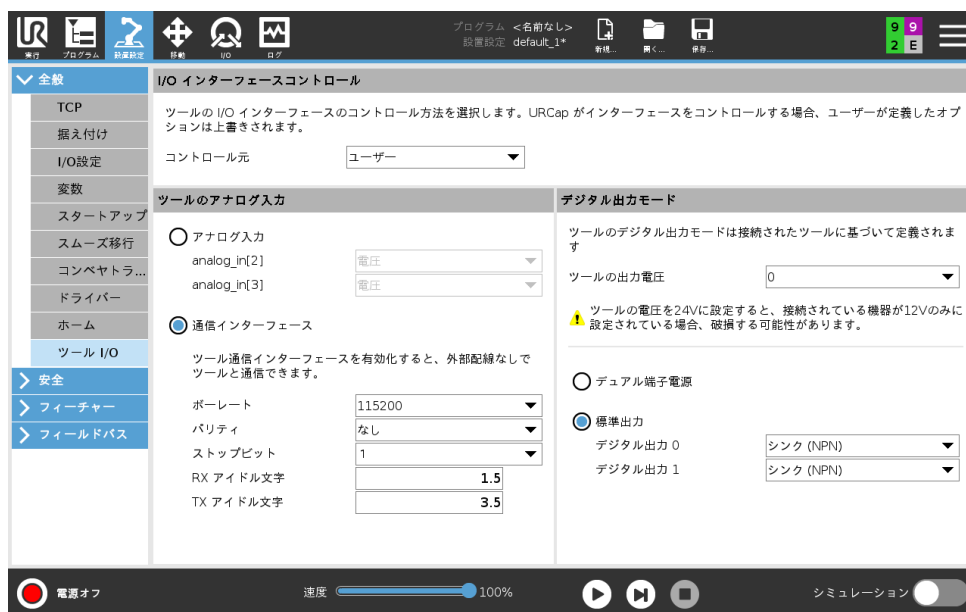 UR
実行
プログラム
設置設定
移動
I/O
ログ
プログラム <名前なし>
設置設定 default_1*
新規...
開く...
保存...
9 9
2 E
全般
TCP
据え付け
I/O設定
変数
スタートアップ
スムーズ移行
コンベヤトラ...
ドライバー
ホーム
ツール I/O
安全
フィーチャー
フィールドバス
I/O インターフェースコントロール
ツールの I/O インターフェースのコントロール方法を選択します。URCap がインターフェースをコントロールする場合、ユーザーが定義したオプ
ションは上書きされます。
コントロール元 ユーザー
ツールのアナログ入力
アナログ入力
analog_in[2] 電圧
analog_in[3] 電圧
通信インターフェース
ツール通信インターフェースを有効化すると、外部配線なしで
ツールと通信できます。
ボーレート 115200
パリティ なし
ストップビット 1
RX アイドル文字 1.5
TX アイドル文字 3.5
デジタル出力モード
ツールのデジタル出力モードは接続されたツールに基づいて定義されま
す
ツールの出力電圧 0
ツールの電圧を24Vに設定すると、接続されている機器が12Vのみに
設定されている場合、破損する可能性があります。
デュアル端子電源
標準出力
デジタル出力 0 シンク (NPN)
デジタル出力 1 シンク (NPN)
電源オフ
速度 100%
シミュレーション